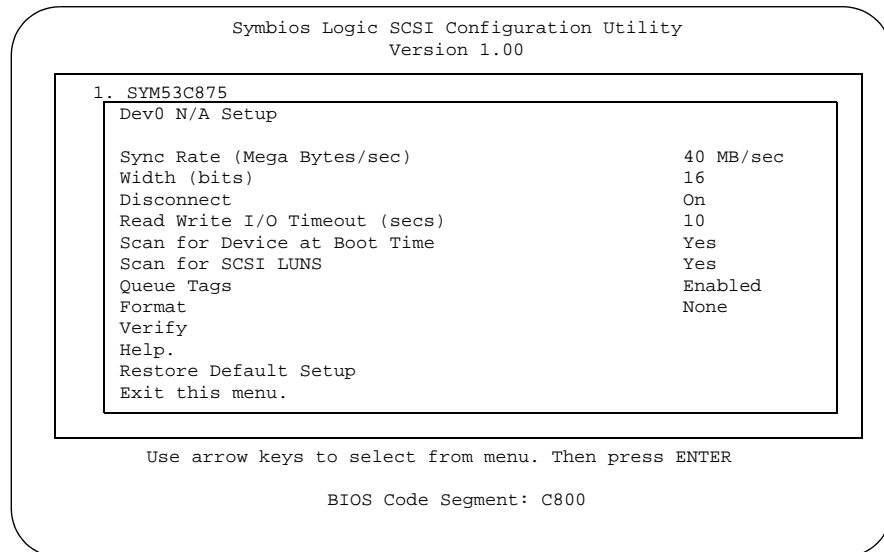 Symbios Logic SCSI Configuration Utility
Version 1.00
1. SYM53C875
Dev0 N/A Setup
Sync Rate (Mega Bytes/sec) 40 MB/sec
Width (bits) 16
Disconnect On
Read Write I/O Timeout (secs) 10
Scan for Device at Boot Time Yes
Scan for SCSI LUNS Yes
Queue Tags Enabled
Format None
Verify
Help.
Restore Default Setup
Exit this menu.
Use arrow keys to select from menu. Then press ENTER
BIOS Code Segment: C800